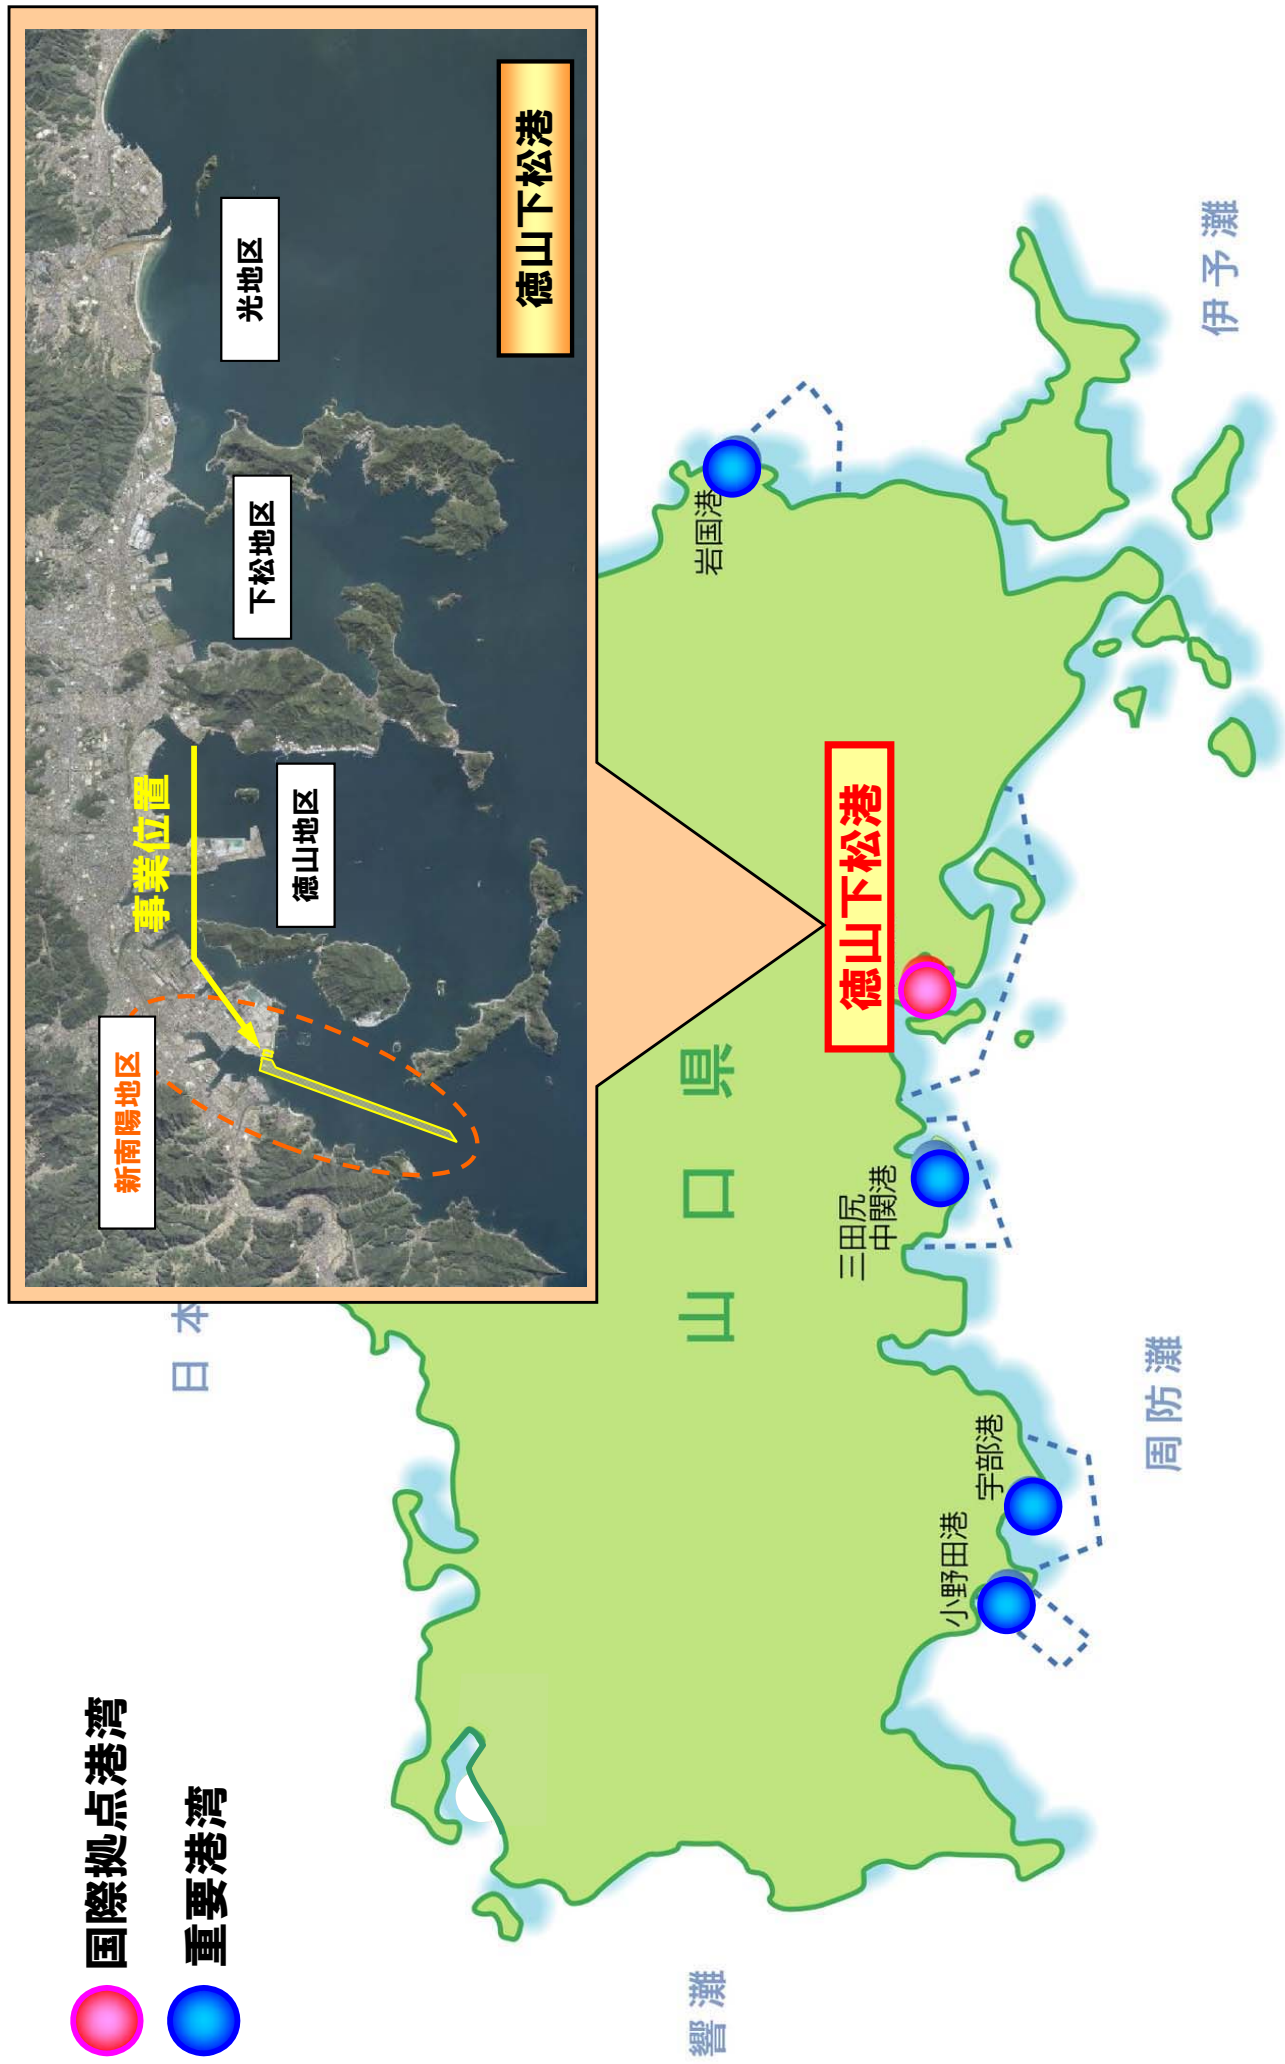 国際拠点港湾
重要港湾
日本
新南陽地区
事業位置
徳山地区
下松地区
光地区
徳山下松港
山口県
徳山下松港
岩国港
三田尻
中関港
宇部港
小野田港
響灘
周防灘
伊予灘